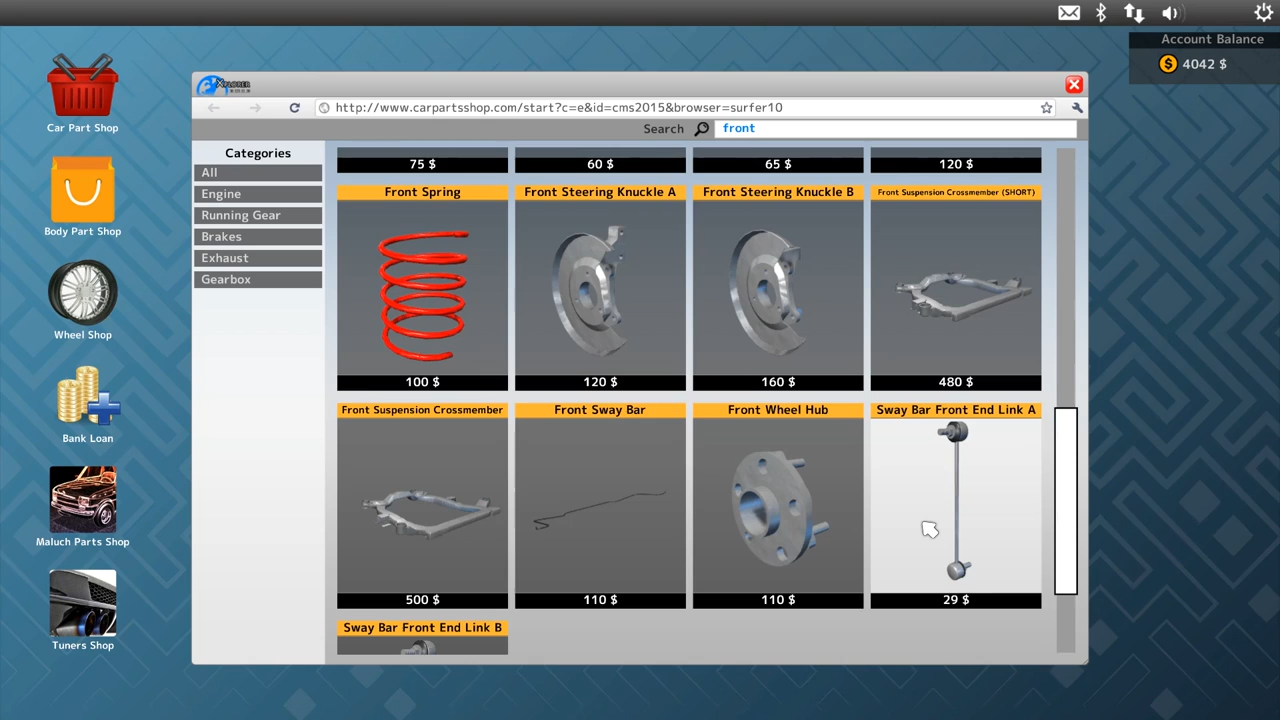 Account Balance
4042 $
Car Part Shop
Body Part Shop
Wheel Shop
Bank Loan
Maluch Parts Shop
Tuners Shop
XPLORER
http://www.carpartsshop.com/start?c=e&id=cms2015&browser=surfer10
Search
front
Categories
All
Engine
Running Gear
Brakes
Exhaust
Gearbox
75 $
60 $
65 $
120 $
Front Spring
Front Steering Knuckle A
Front Steering Knuckle B
Front Suspension Crossmember (SHORT)
100 $
120 $
160 $
480 $
Front Suspension Crossmember
Front Sway Bar
Front Wheel Hub
Sway Bar Front End Link A
500 $
110 $
110 $
29 $
Sway Bar Front End Link B